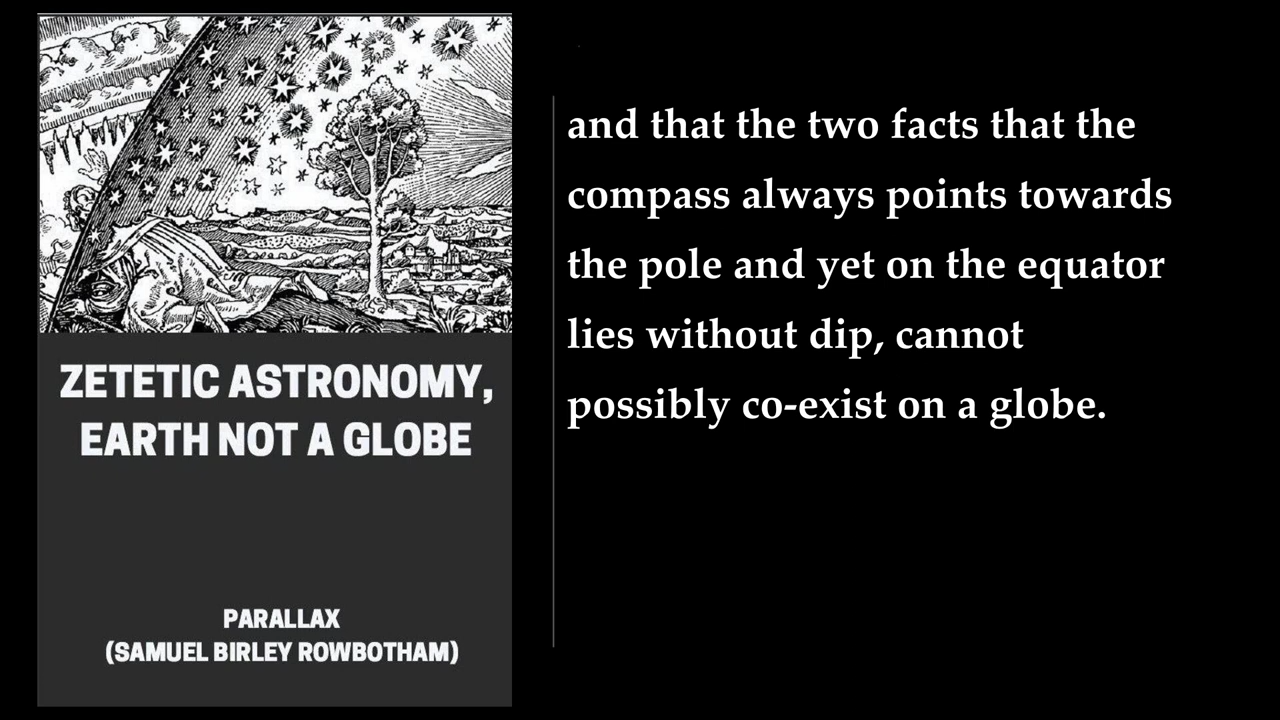 ZETETIC ASTRONOMY,
EARTH NOT A GLOBE
PARALLAX
(SAMUEL BIRLEY ROWBOTHAM)
and that the two facts that the
compass always points towards
the pole and yet on the equator
lies without dip, cannot
possibly co-exist on a globe.